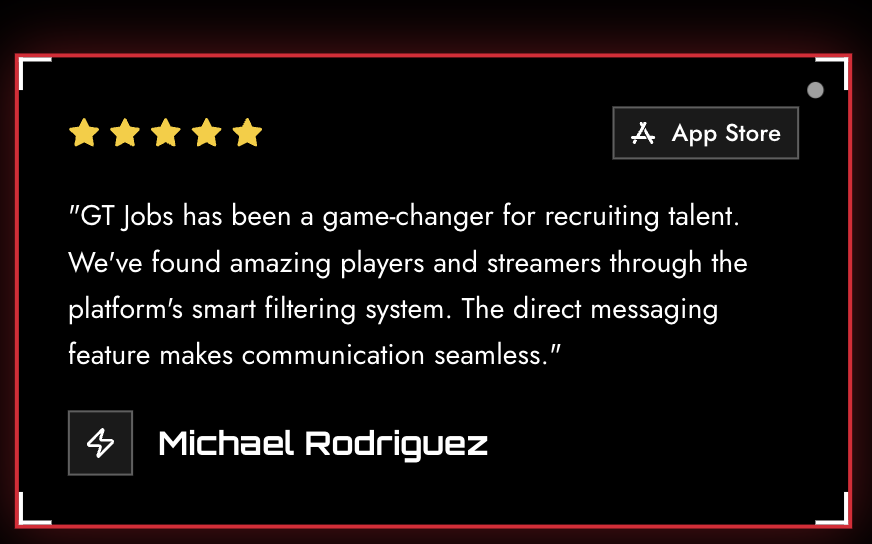 App Store
"GT Jobs has been a game-changer for recruiting talent.
We've found amazing players and streamers through the
platform's smart filtering system. The direct messaging
feature makes communication seamless."
Michael Rodriguez